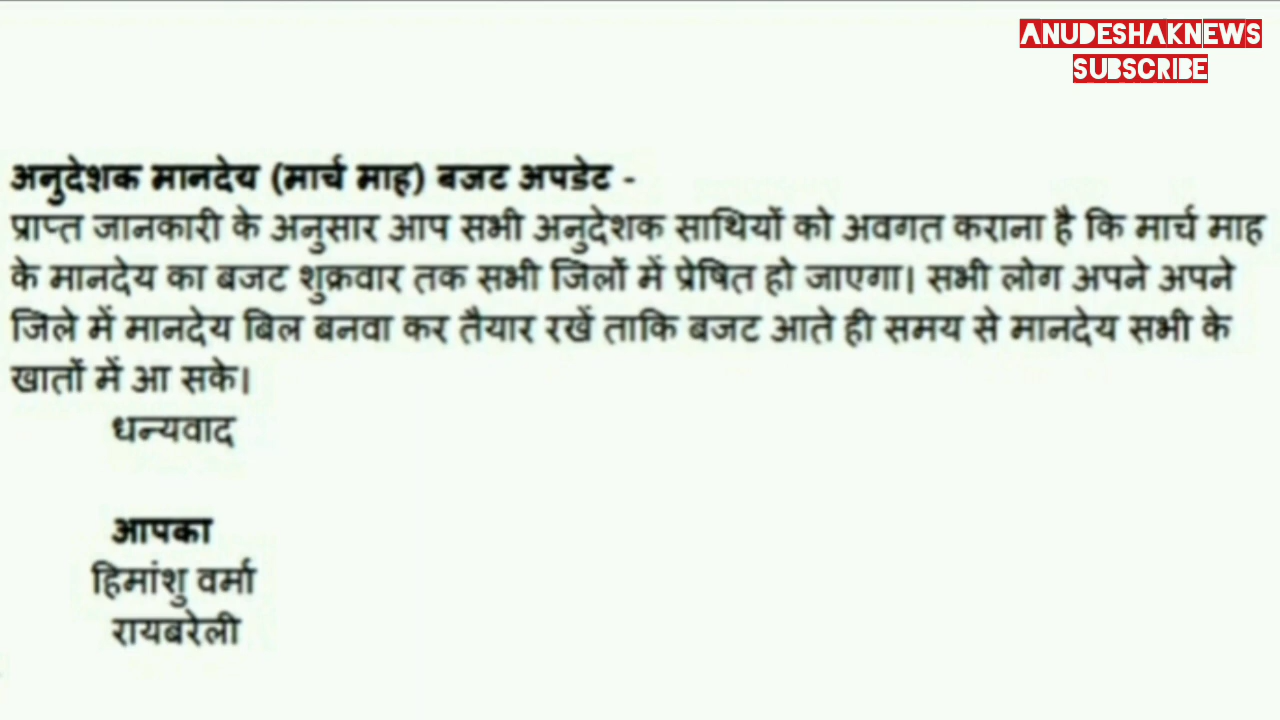 ANUDESHAKNEWS
SUBSCRIBE
अनुदेशक मानदेय (मार्च माह) बजट अपडेट -
प्राप्त जानकारी के अनुसार आप सभी अनुदेशक साथियों को अवगत कराना है कि मार्च माह
के मानदेय का बजट शुक्रवार तक सभी जिलों में प्रेषित हो जाएगा। सभी लोग अपने अपने
जिले में मानदेय बिल बनवा कर तैयार रखें ताकि बजट आते ही समय से मानदेय सभी के
खातों में आ सके।
धन्यवाद
आपका
हिमांशु वर्मा
रायबरेली